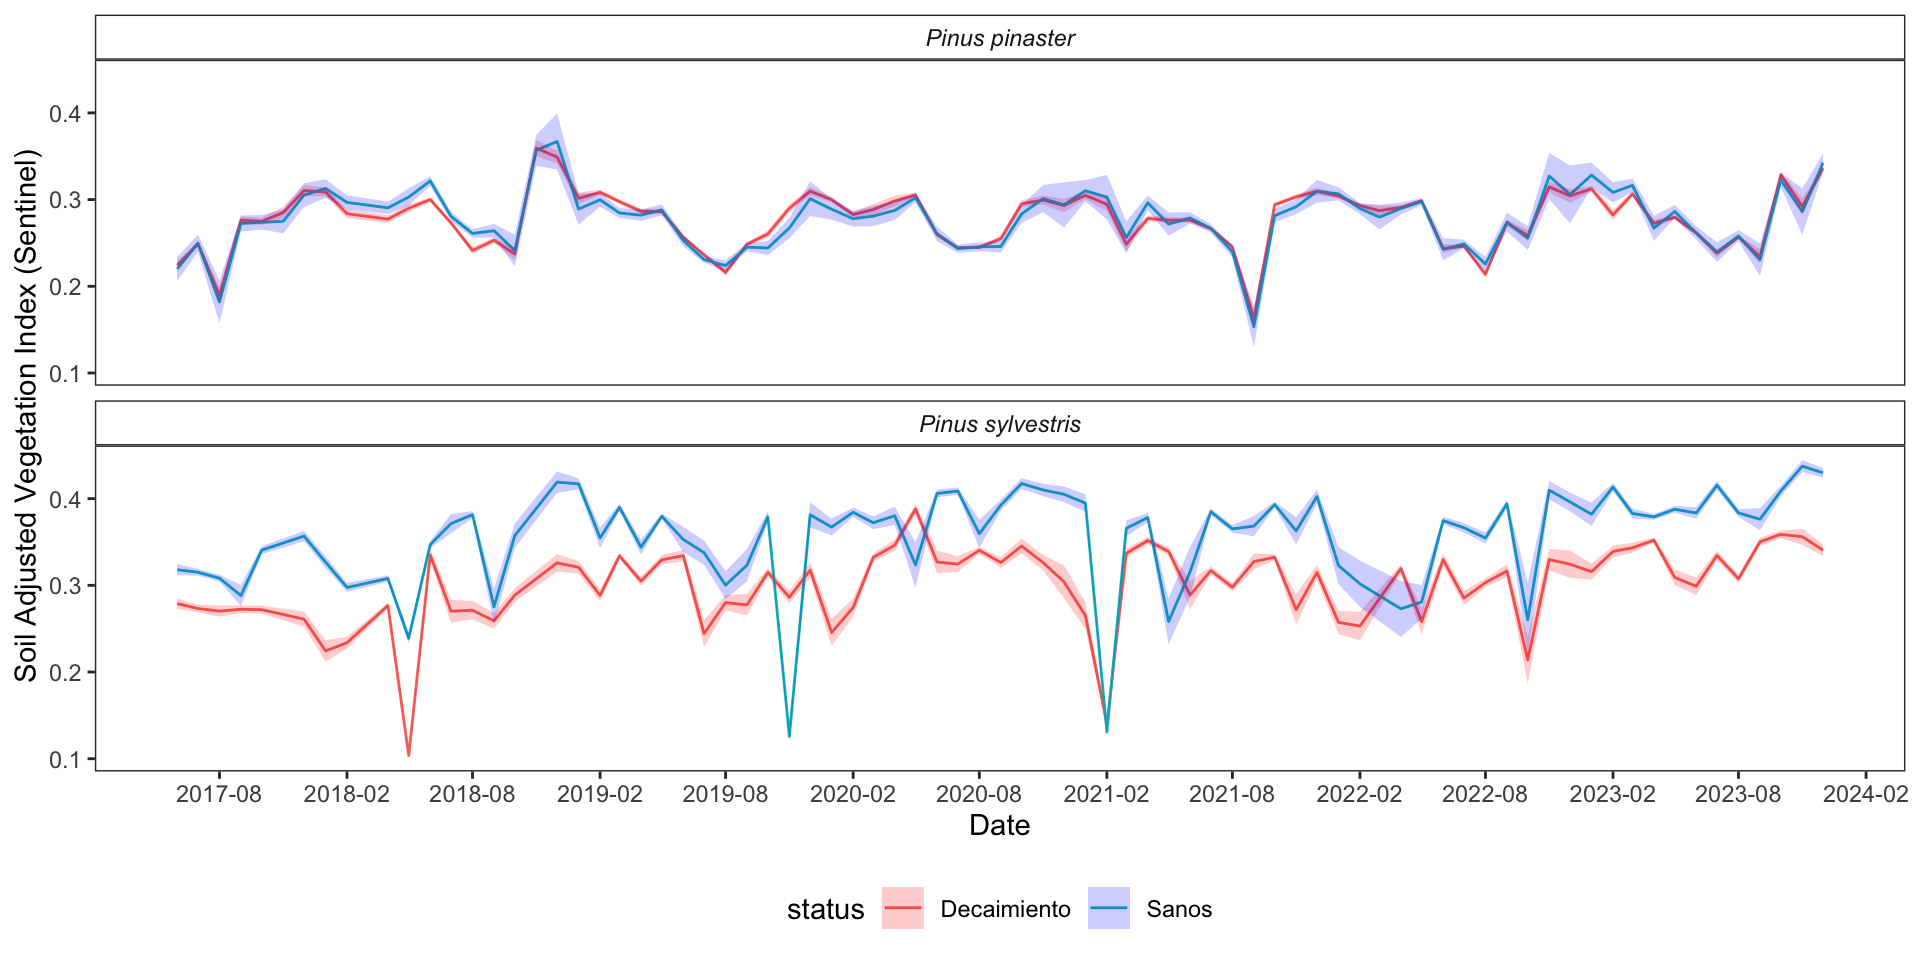 Pinus pinaster
0.4
0.3
0.2
0.1
Pinus sylvestris
0.4
0.3
0.2
0.1
Soil Adjusted Vegetation Index (Sentinel)
2017-08 2018-02 2018-08 2019-02 2019-08 2020-02 2020-08 2021-02 2021-08 2022-02 2022-08 2023-02 2023-08 2024-02
Date
status Decaimiento Sanos